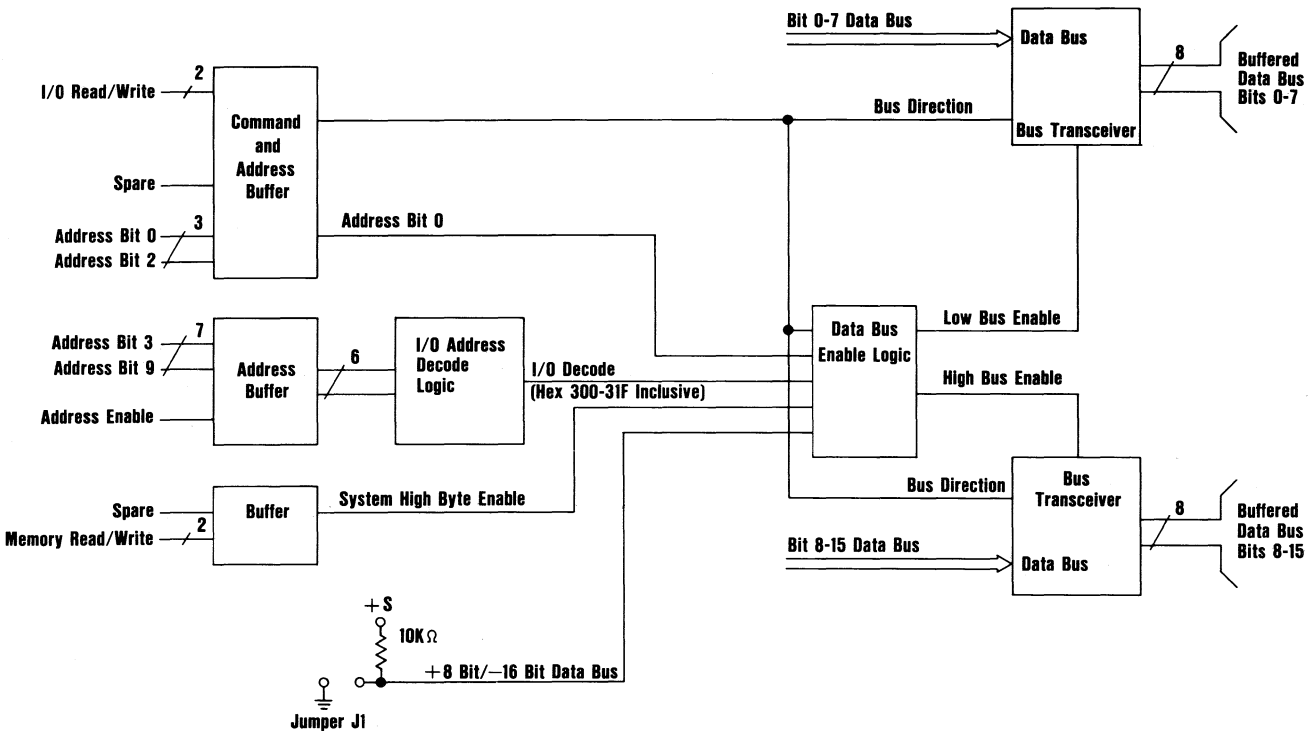 Bit 0-7 Data Bus
Data Bus
8
Buffered
Data Bus
Bits 0-7
2
I/O Read/Write
Command
and
Address
Buffer
Bus Direction
Bus Transceiver
Spare
3
Address Bit 0
Address Bit 2
Address Bit 0
7
Address Bit 3
Address Bit 9
Address Enable
Address
Buffer
6
I/O Address
Decode
Logic
I/O Decode
(Hex 300-31F Inclusive)
Data Bus
Enable Logic
Low Bus Enable
High Bus Enable
Spare
2
Memory Read/Write
Buffer
System High Byte Enable
Bus Direction
Bus
Transceiver
8
Buffered
Data Bus
Bits 8-15
Bit 8-15 Data Bus
Data Bus
+S
10KΩ
+8 Bit/−16 Bit Data Bus
Jumper J1